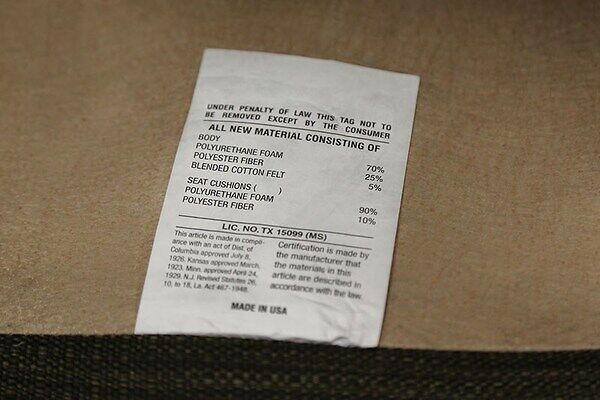 UNDER PENALTY OF LAW THIS TAG NOT TO
BE REMOVED EXCEPT BY THE CONSUMER
ALL NEW MATERIAL CONSISTING OF
BODY
POLYURETHANE FOAM 70%
POLYESTER FIBER 25%
BLENDED COTTON FELT 5%
SEAT CUSHIONS ( )
POLYURETHANE FOAM 90%
POLYESTER FIBER 10%
LIC. NO. TX 15099 (MS)
This article is made in compli-
ance with an act of Dist. of
Columbia approved July 8,
1926, Kansas approved March,
1923, Minn. approved April 24,
1929, N.J. Revised Statutes 26,
10, to 18, La. Act 467-1948.
Certification is made by
the manufacturer that
the materials in this
article are described in
accordance with the law.
MADE IN USA